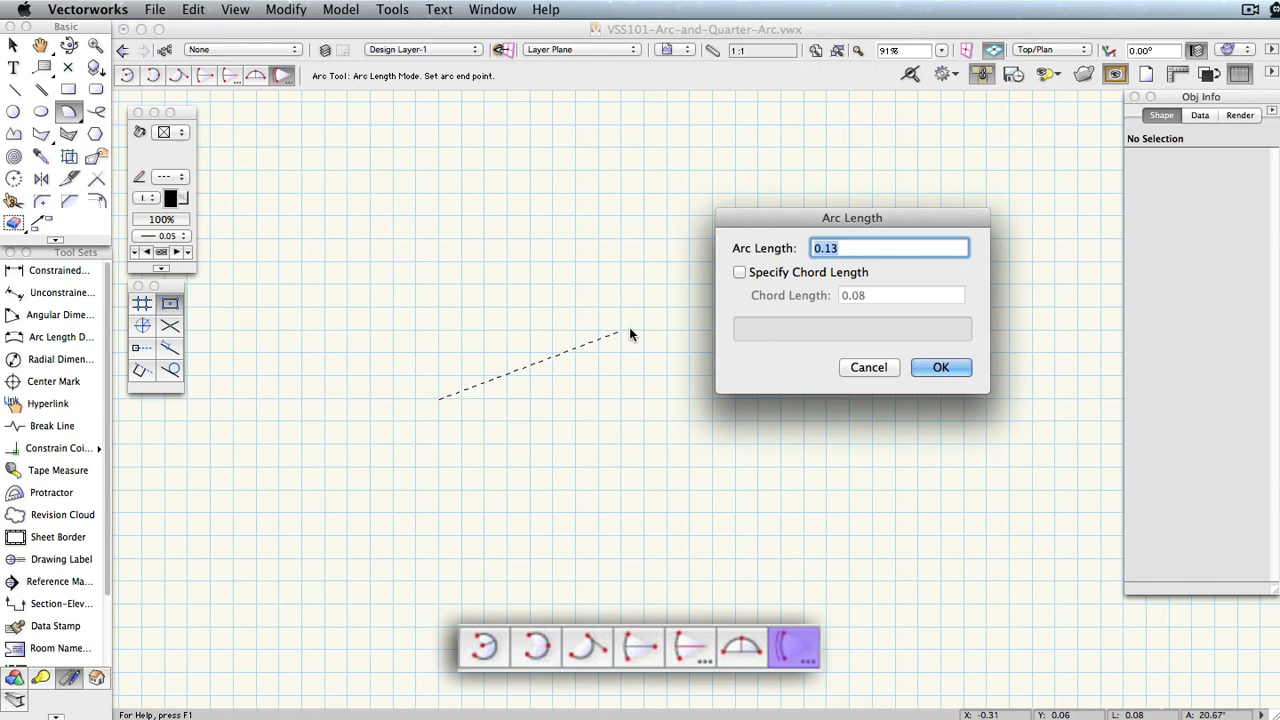 Vectorworks File Edit View Modify Model Tools Text Window Help
Basic
VSS101-Arc-and-Quarter-Arc.vwx
None
Design Layer-1
Layer Plane
1:1
91%
Top/Plan
0.00°
Arc Tool: Arc Length Mode. Set arc end point.
Obj Info
Shape Data Render
No Selection
100%
0.05
Tool Sets
Constrained...
Unconstraine...
Angular Dime...
Arc Length D...
Radial Dimen...
Center Mark
Link
Hyperlink
Break Line
Constrain Coi...
Tape Measure
Protractor
Revision Cloud
Sheet Border
Drawing Label
Reference Ma...
Section-Elev...
Data Stamp
Room Name...
Arc Length
Arc Length: 0.13
Specify Chord Length
Chord Length: 0.08
Cancel OK
For Help, press F1
X: -0.31 Y: 0.06 L: 0.08 A: 20.67°